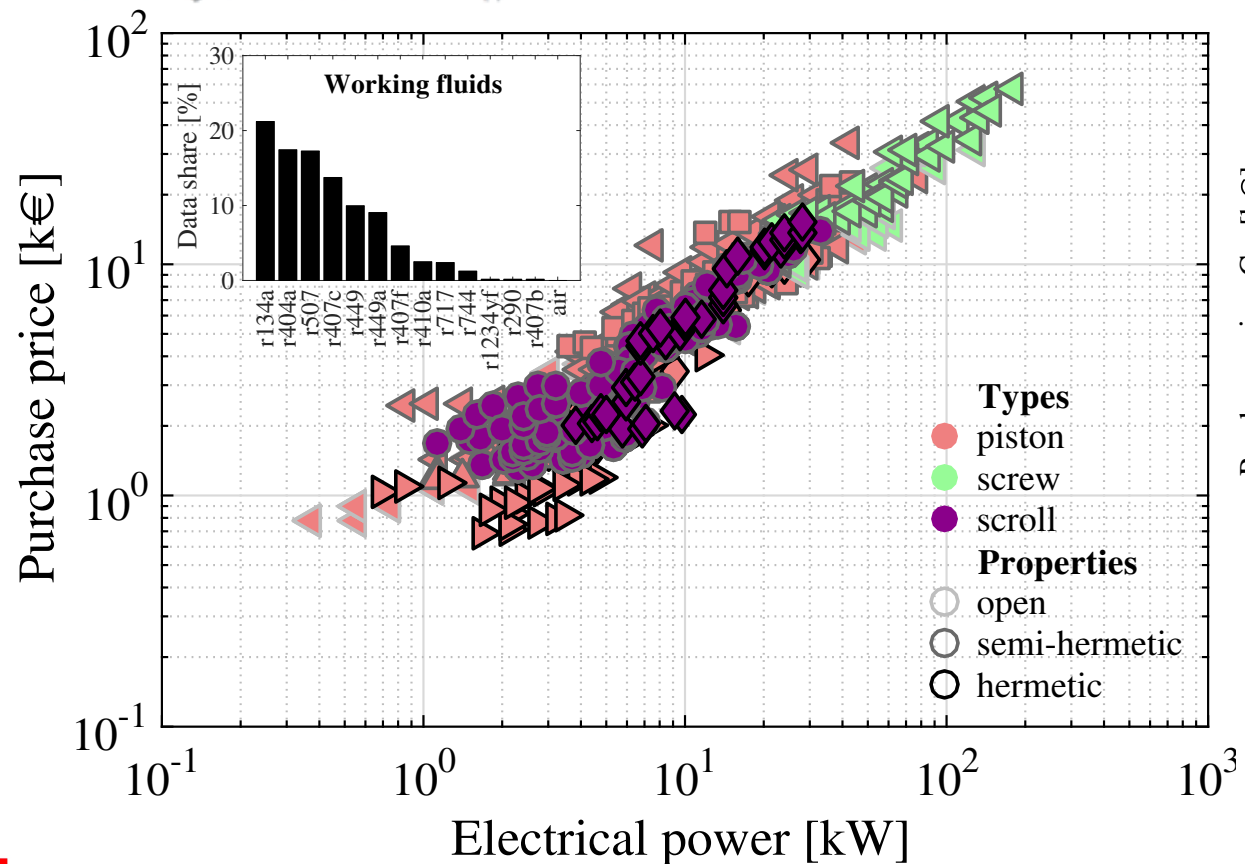 10²
30
Working fluids
20
10
0
Data share [%]
r134a
r404a
r507
r407c
r449
r449a
r407f
r410a
r717
r744
r1234yf
r290
r407b
air
Purchase price [k€]
10¹
10⁰
10⁻¹
Types
piston
screw
scroll
Properties
open
semi-hermetic
hermetic
10⁻¹
10⁰
10¹
10²
10³
Electrical power [kW]